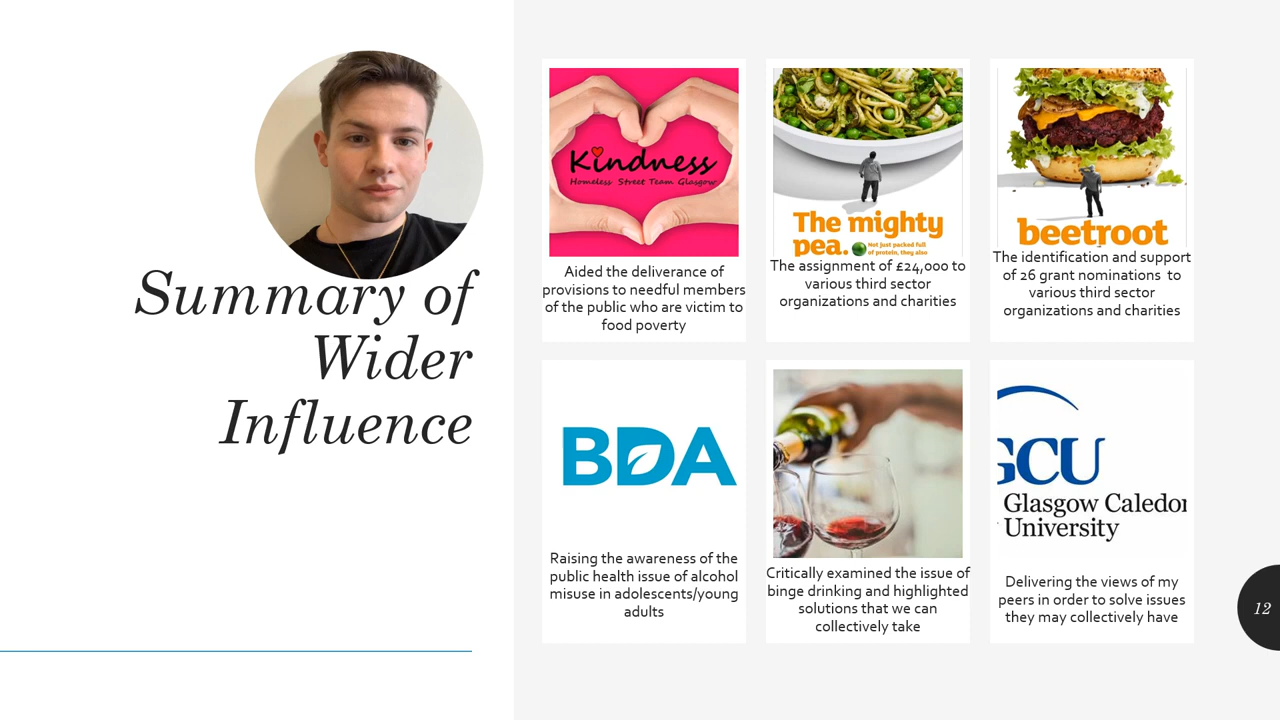 Summary of
Wider
Influence
Kindness
Homeless Street Team Glasgow
Aided the deliverance of
provisions to needful members
of the public who are victim to
food poverty
The mighty
pea.
Not just packed full
of protein, they also
The assignment of £24,000 to
various third sector
organizations and charities
beetroot
The identification and support
of 26 grant nominations to
various third sector
organizations and charities
BDA
Raising the awareness of the
public health issue of alcohol
misuse in adolescents/young
adults
Critically examined the issue of
binge drinking and highlighted
solutions that we can
collectively take
GCU
Glasgow Caledon
University
Delivering the views of my
peers in order to solve issues
they may collectively have
12